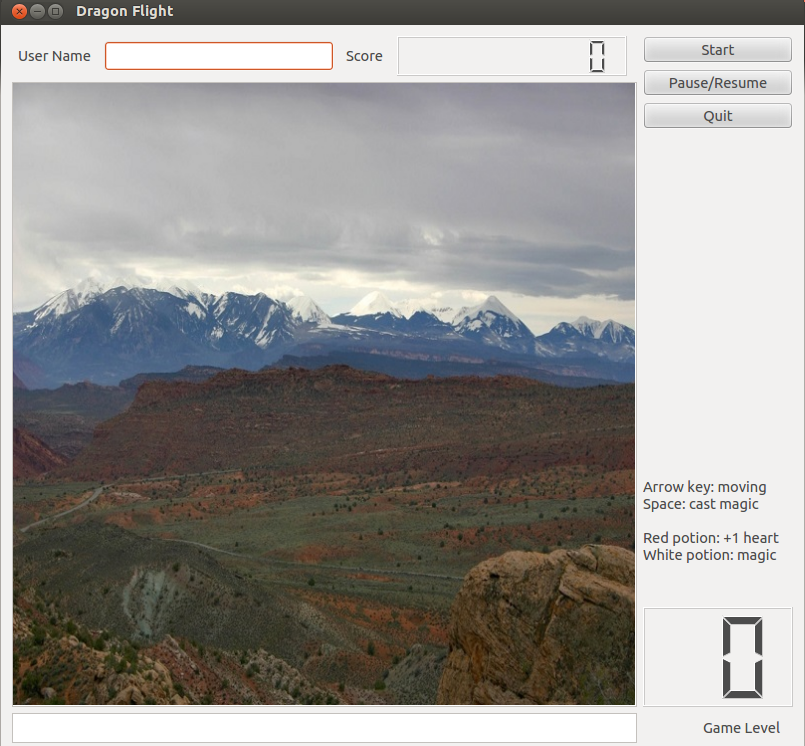 Dragon Flight
User Name
Score
0
Start
Pause/Resume
Quit
Arrow key: moving
Space: cast magic
Red potion: +1 heart
White potion: magic
0
Game Level